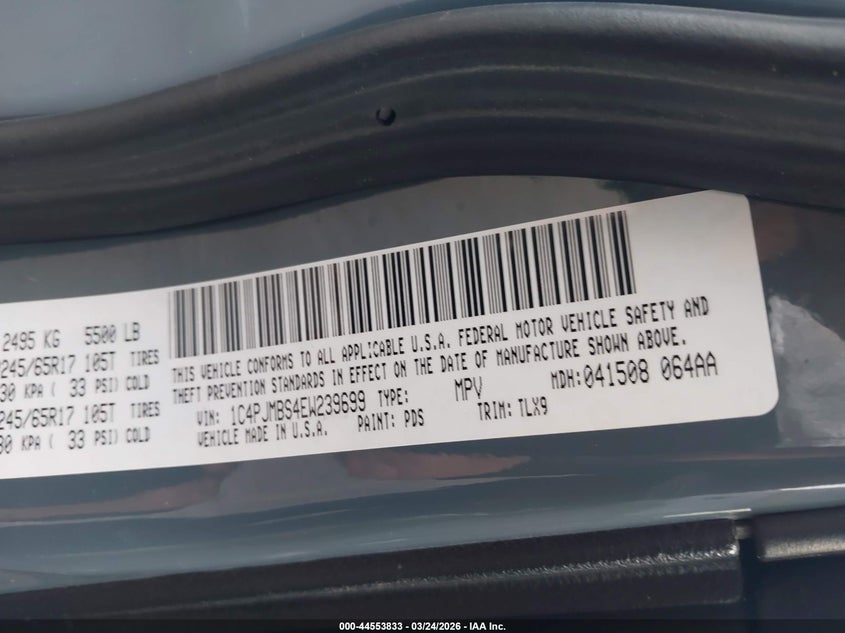 2495 KG 5500 LB
245/65R17 105T TIRES
30 KPA ( 33 PSI) COLD
245/65R17 105T TIRES
30 KPA ( 33 PSI) COLD
THIS VEHICLE CONFORMS TO ALL APPLICABLE U.S.A. FEDERAL MOTOR VEHICLE SAFETY AND
THEFT PREVENTION STANDARDS IN EFFECT ON THE DATE OF MANUFACTURE SHOWN ABOVE.
VIN: 1C4PJMBS4EW239699 TYPE: MPV MDH: 041508 064AA
VEHICLE MADE IN U.S.A. PAINT: PDS TRIM: TLX9
000-44553833 - 03/24/2026 - IAA Inc.